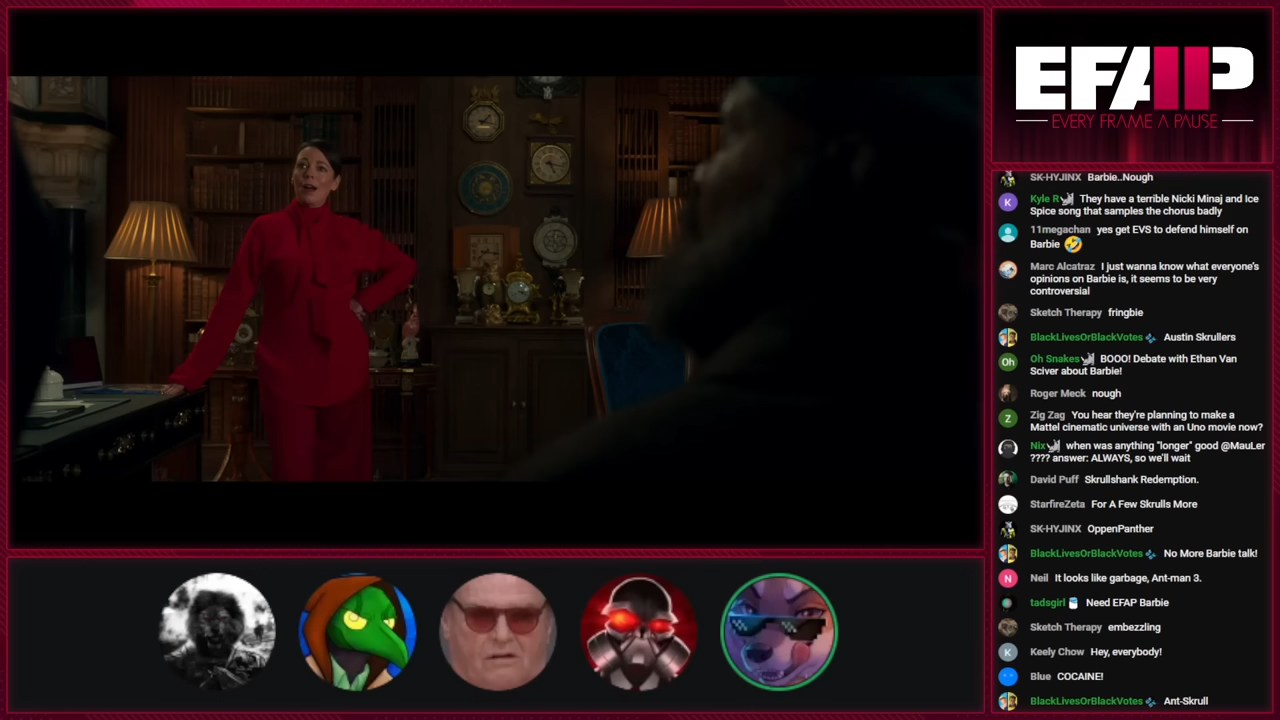 EFAP
EVERY FRAME A PAUSE
SK-HYJINX Barbie..Nough
Kyle R They have a terrible Nicki Minaj and Ice
Spice song that samples the chorus badly
11megachan yes get EVS to defend himself on
Barbie 🤣
Marc Alcatraz I just wanna know what everyone's
opinions on Barbie is, it seems to be very
controversial
Sketch Therapy fringbie
BlackLivesOrBlackVotes Austin Skrullers
Oh Snakes BOOO! Debate with Ethan Van
Sciver about Barbie!
Roger Meck nough
Zig Zag You hear they're planning to make a
Mattel cinematic universe with an Uno movie now?
Nix when was anything "longer" good @MauLer
???? answer: ALWAYS, so we'll wait
David Puff Skrullshank Redemption.
StarfireZeta For A Few Skrulls More
SK-HYJINX OppenPanther
BlackLivesOrBlackVotes No More Barbie talk!
Neil It looks like garbage, Ant-man 3.
tadsgirl Need EFAP Barbie
Sketch Therapy embezzling
Keely Chow Hey, everybody!
Blue COCAINE!
BlackLivesOrBlackVotes Ant-Skrull
K
Oh
Z
N
K